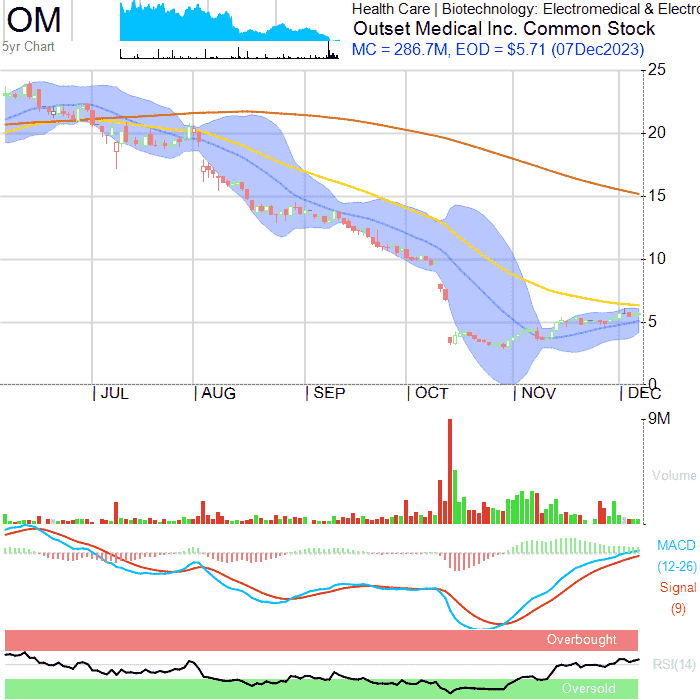 OM
5yr Chart
Health Care | Biotechnology: Electromedical & Electro
Outset Medical Inc. Common Stock
MC = 286.7M, EOD = $5.71 (07Dec2023)
25
20
15
10
5
0
JUL AUG SEP OCT NOV DEC
9M
Volume
MACD
(12-26)
Signal
(9)
Overbought
RSI(14)
Oversold